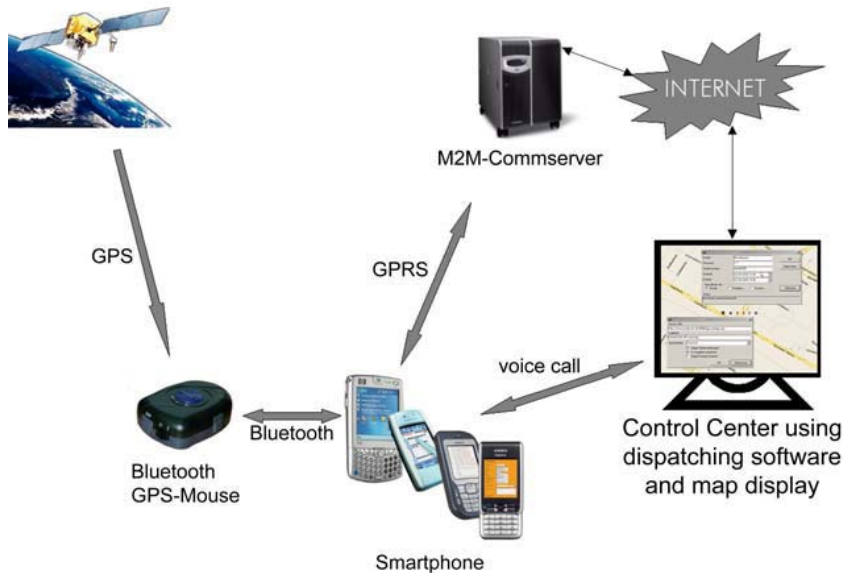 INTERNET
M2M-Commserver
GPS
GPRS
voice call
Bluetooth
Bluetooth
GPS-Mouse
Control Center using
dispatching software
and map display
Smartphone